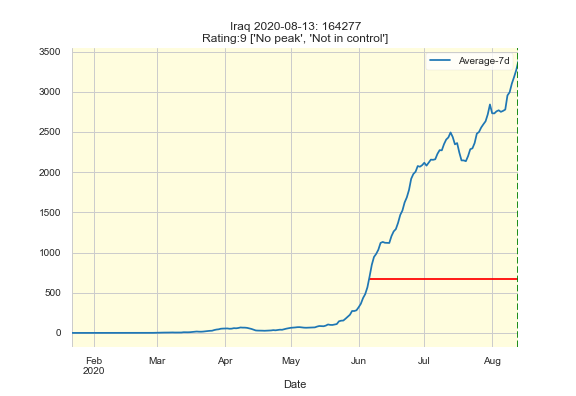 Iraq 2020-08-13: 164277
Rating:9 ['No peak', 'Not in control']
Average-7d
3500
3000
2500
2000
1500
1000
500
0
Feb Mar Apr May Jun Jul Aug
2020
Date